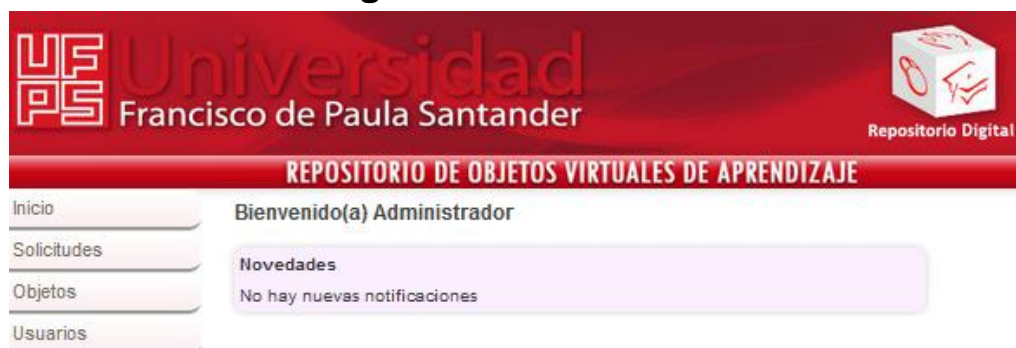 UFPS Universidad
Francisco de Paula Santander
Repositorio Digital
REPOSITORIO DE OBJETOS VIRTUALES DE APRENDIZAJE
Inicio
Solicitudes
Objetos
Usuarios
Bienvenido(a) Administrador
Novedades
No hay nuevas notificaciones